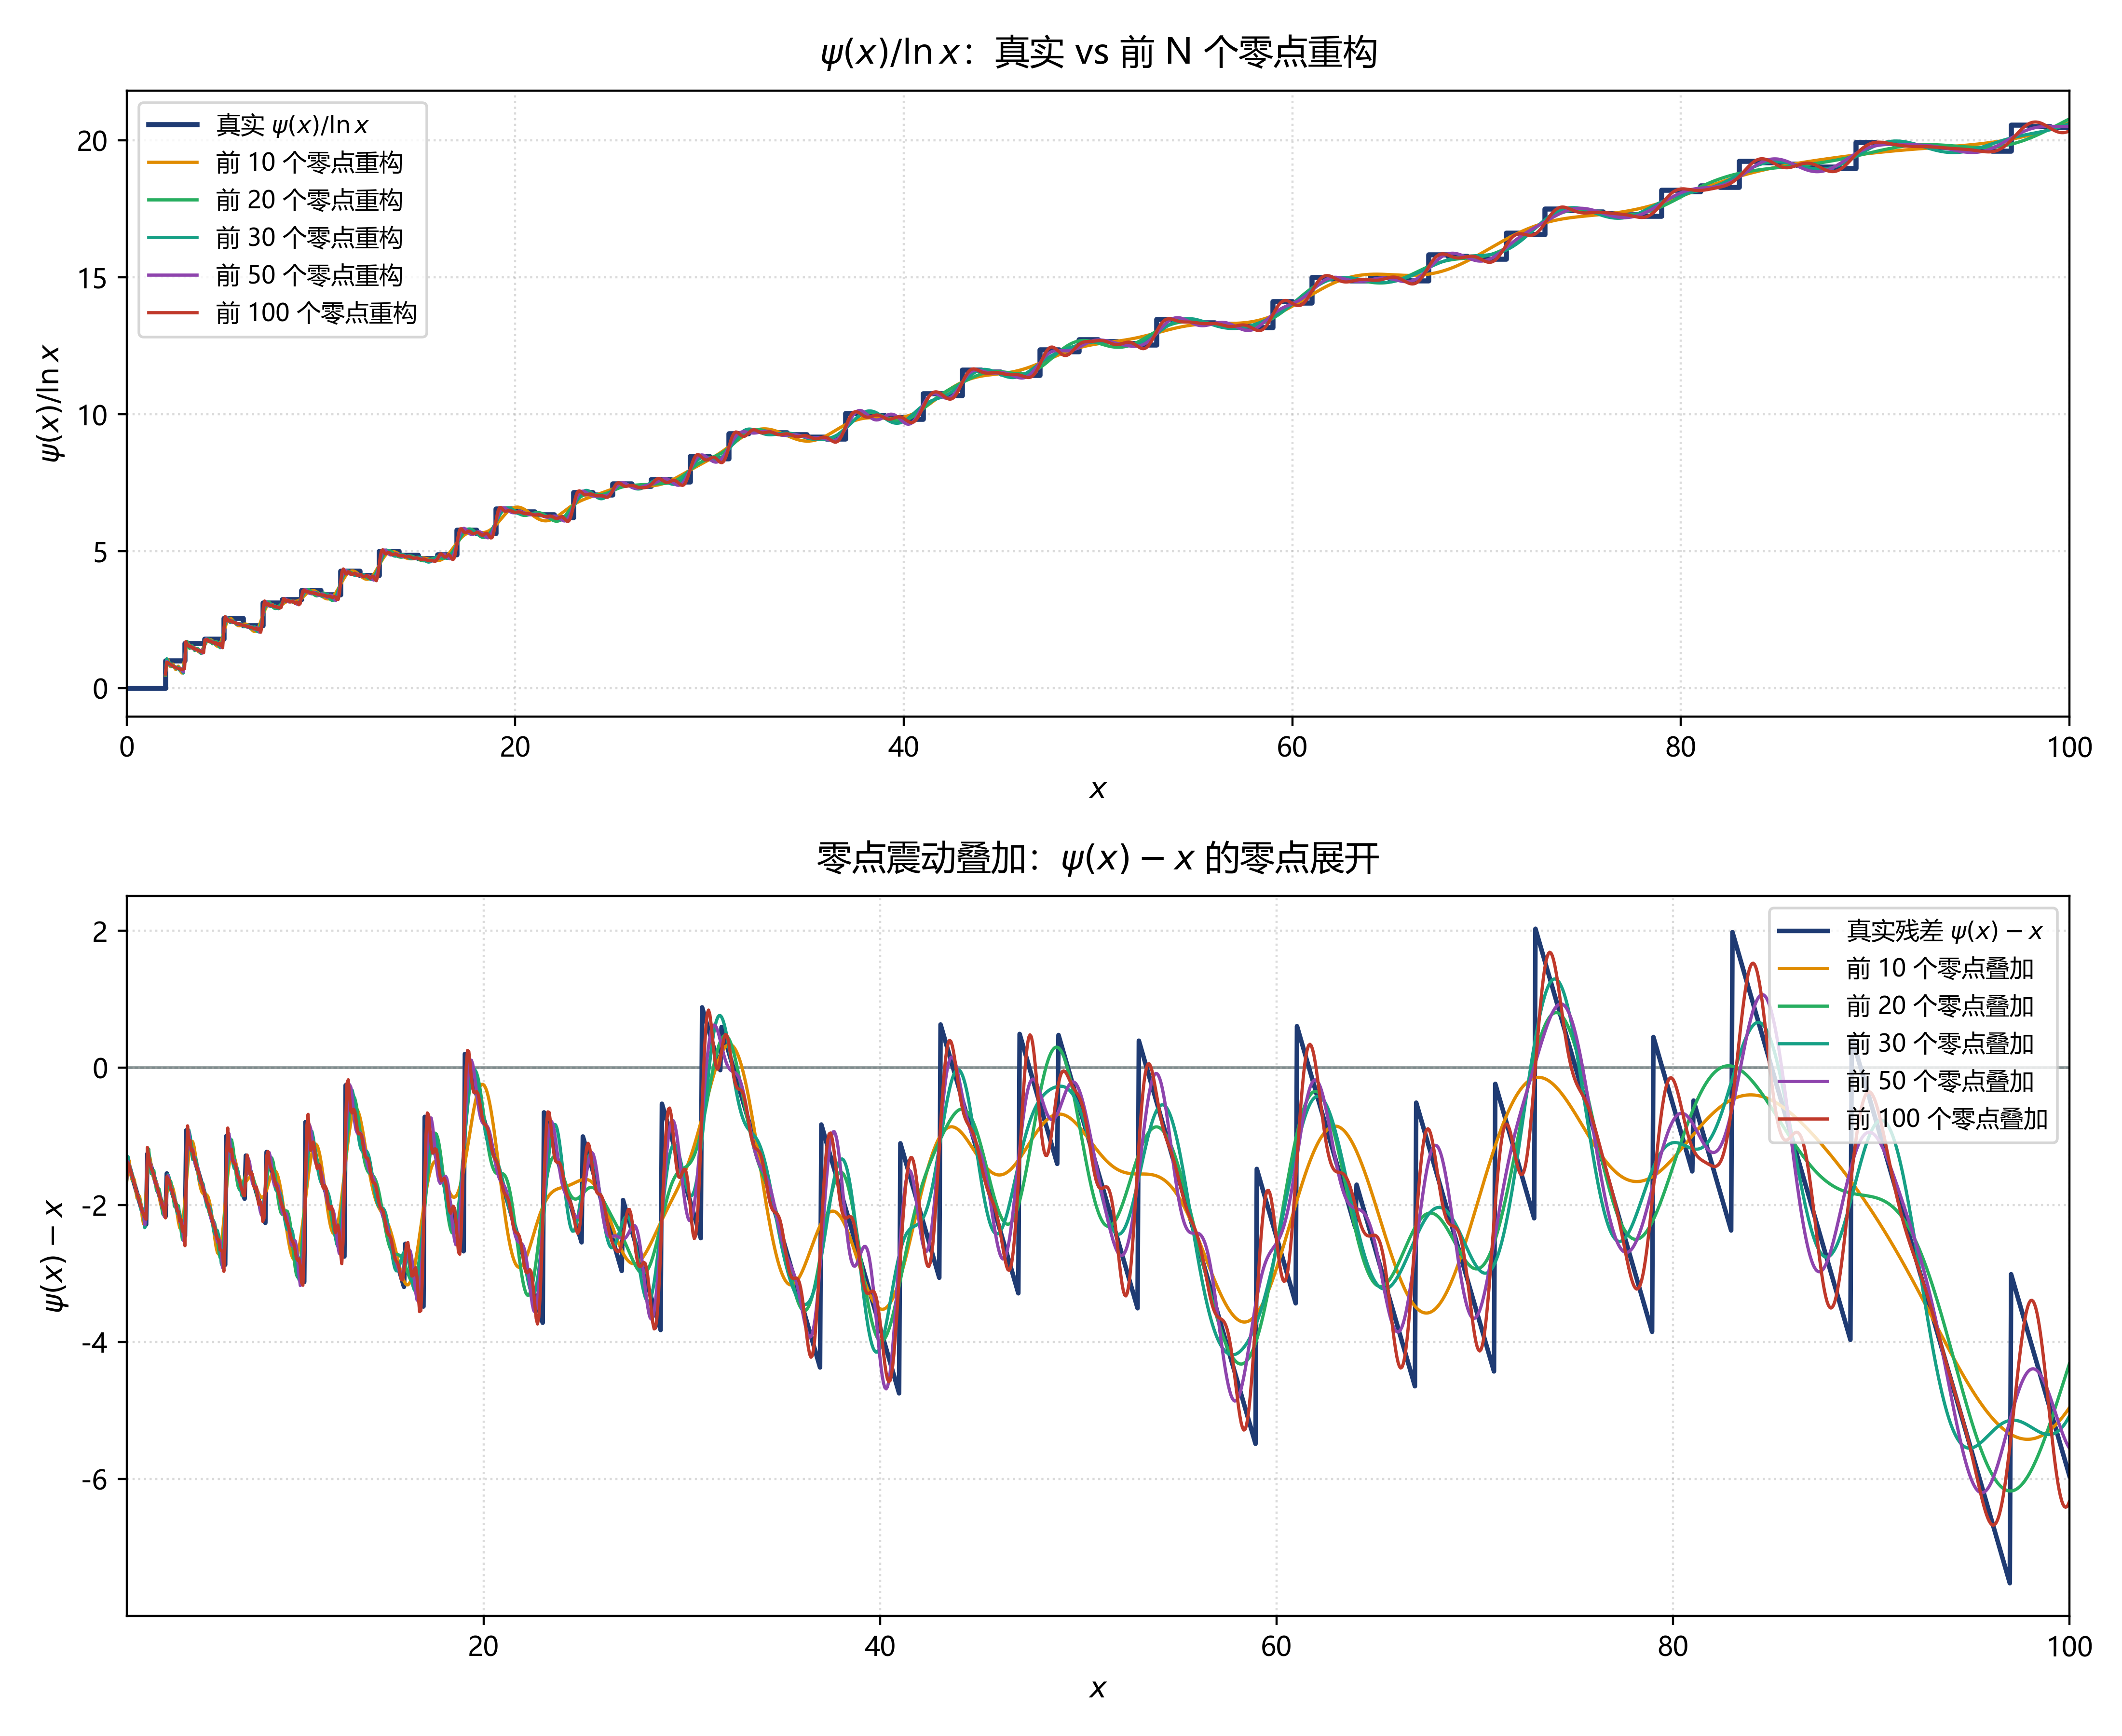 ψ(x)/ln x：真实 vs 前 N 个零点重构
真实 ψ(x)/ln x
前 10 个零点重构
前 20 个零点重构
前 30 个零点重构
前 50 个零点重构
前 100 个零点重构
ψ(x)/ln x
20
15
10
5
0
0 20 40 60 80 100
x
零点震动叠加：ψ(x) − x 的零点展开
真实残差 ψ(x) − x
前 10 个零点叠加
前 20 个零点叠加
前 30 个零点叠加
前 50 个零点叠加
前 100 个零点叠加
ψ(x) − x
2
0
-2
-4
-6
20 40 60 80 100
x